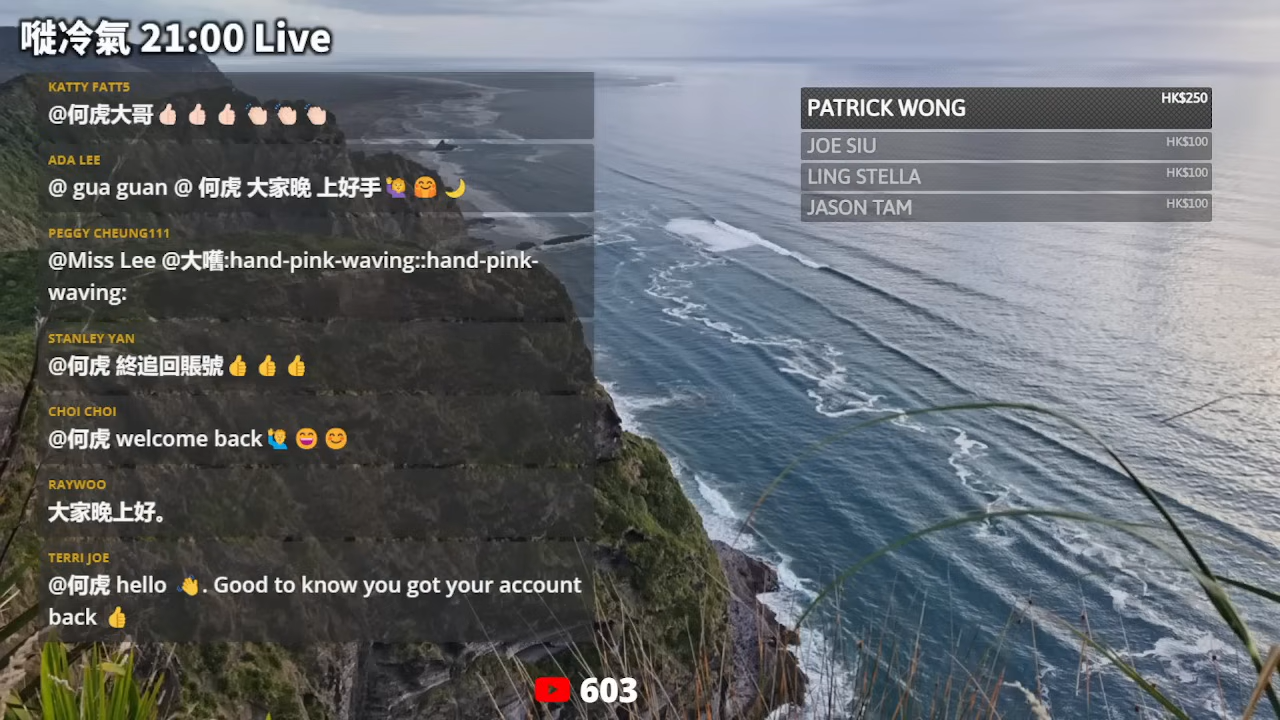 嘥冷氣 21:00 Live
KATTY FATT5
@何虎大哥👍🏻👍🏻👍🏻👏🏻👏🏻👏🏻
ADA LEE
@ gua guan @ 何虎 大家晚 上好手🙋‍♀️🤗🌙
PEGGY CHEUNG111
@Miss Lee @大嚿:hand-pink-waving::hand-pink-
waving:
STANLEY YAN
@何虎 終追回賬號👍👍👍
CHOI CHOI
@何虎 welcome back🙋‍♂️😄😊
RAYWOO
大家晚上好。
TERRI JOE
@何虎 hello 👋. Good to know you got your account
back 👍
PATRICK WONG HK$250
JOE SIU HK$100
LING STELLA HK$100
JASON TAM HK$100
603